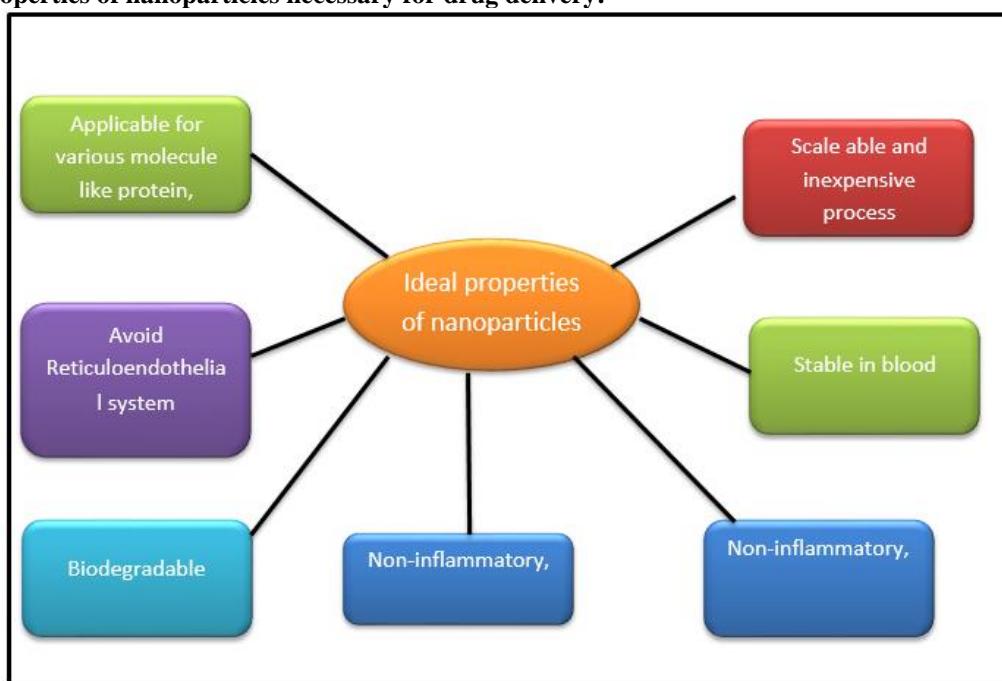 operties of nanoparticles necessary for drug delivery:
Applicable for
various molecule
like protein,
Scale able and
inexpensive
process
Ideal properties
of nanoparticles
Avoid
Reticuloendothelia
l system
Stable in blood
Biodegradable
Non-inflammatory,
Non-inflammatory,